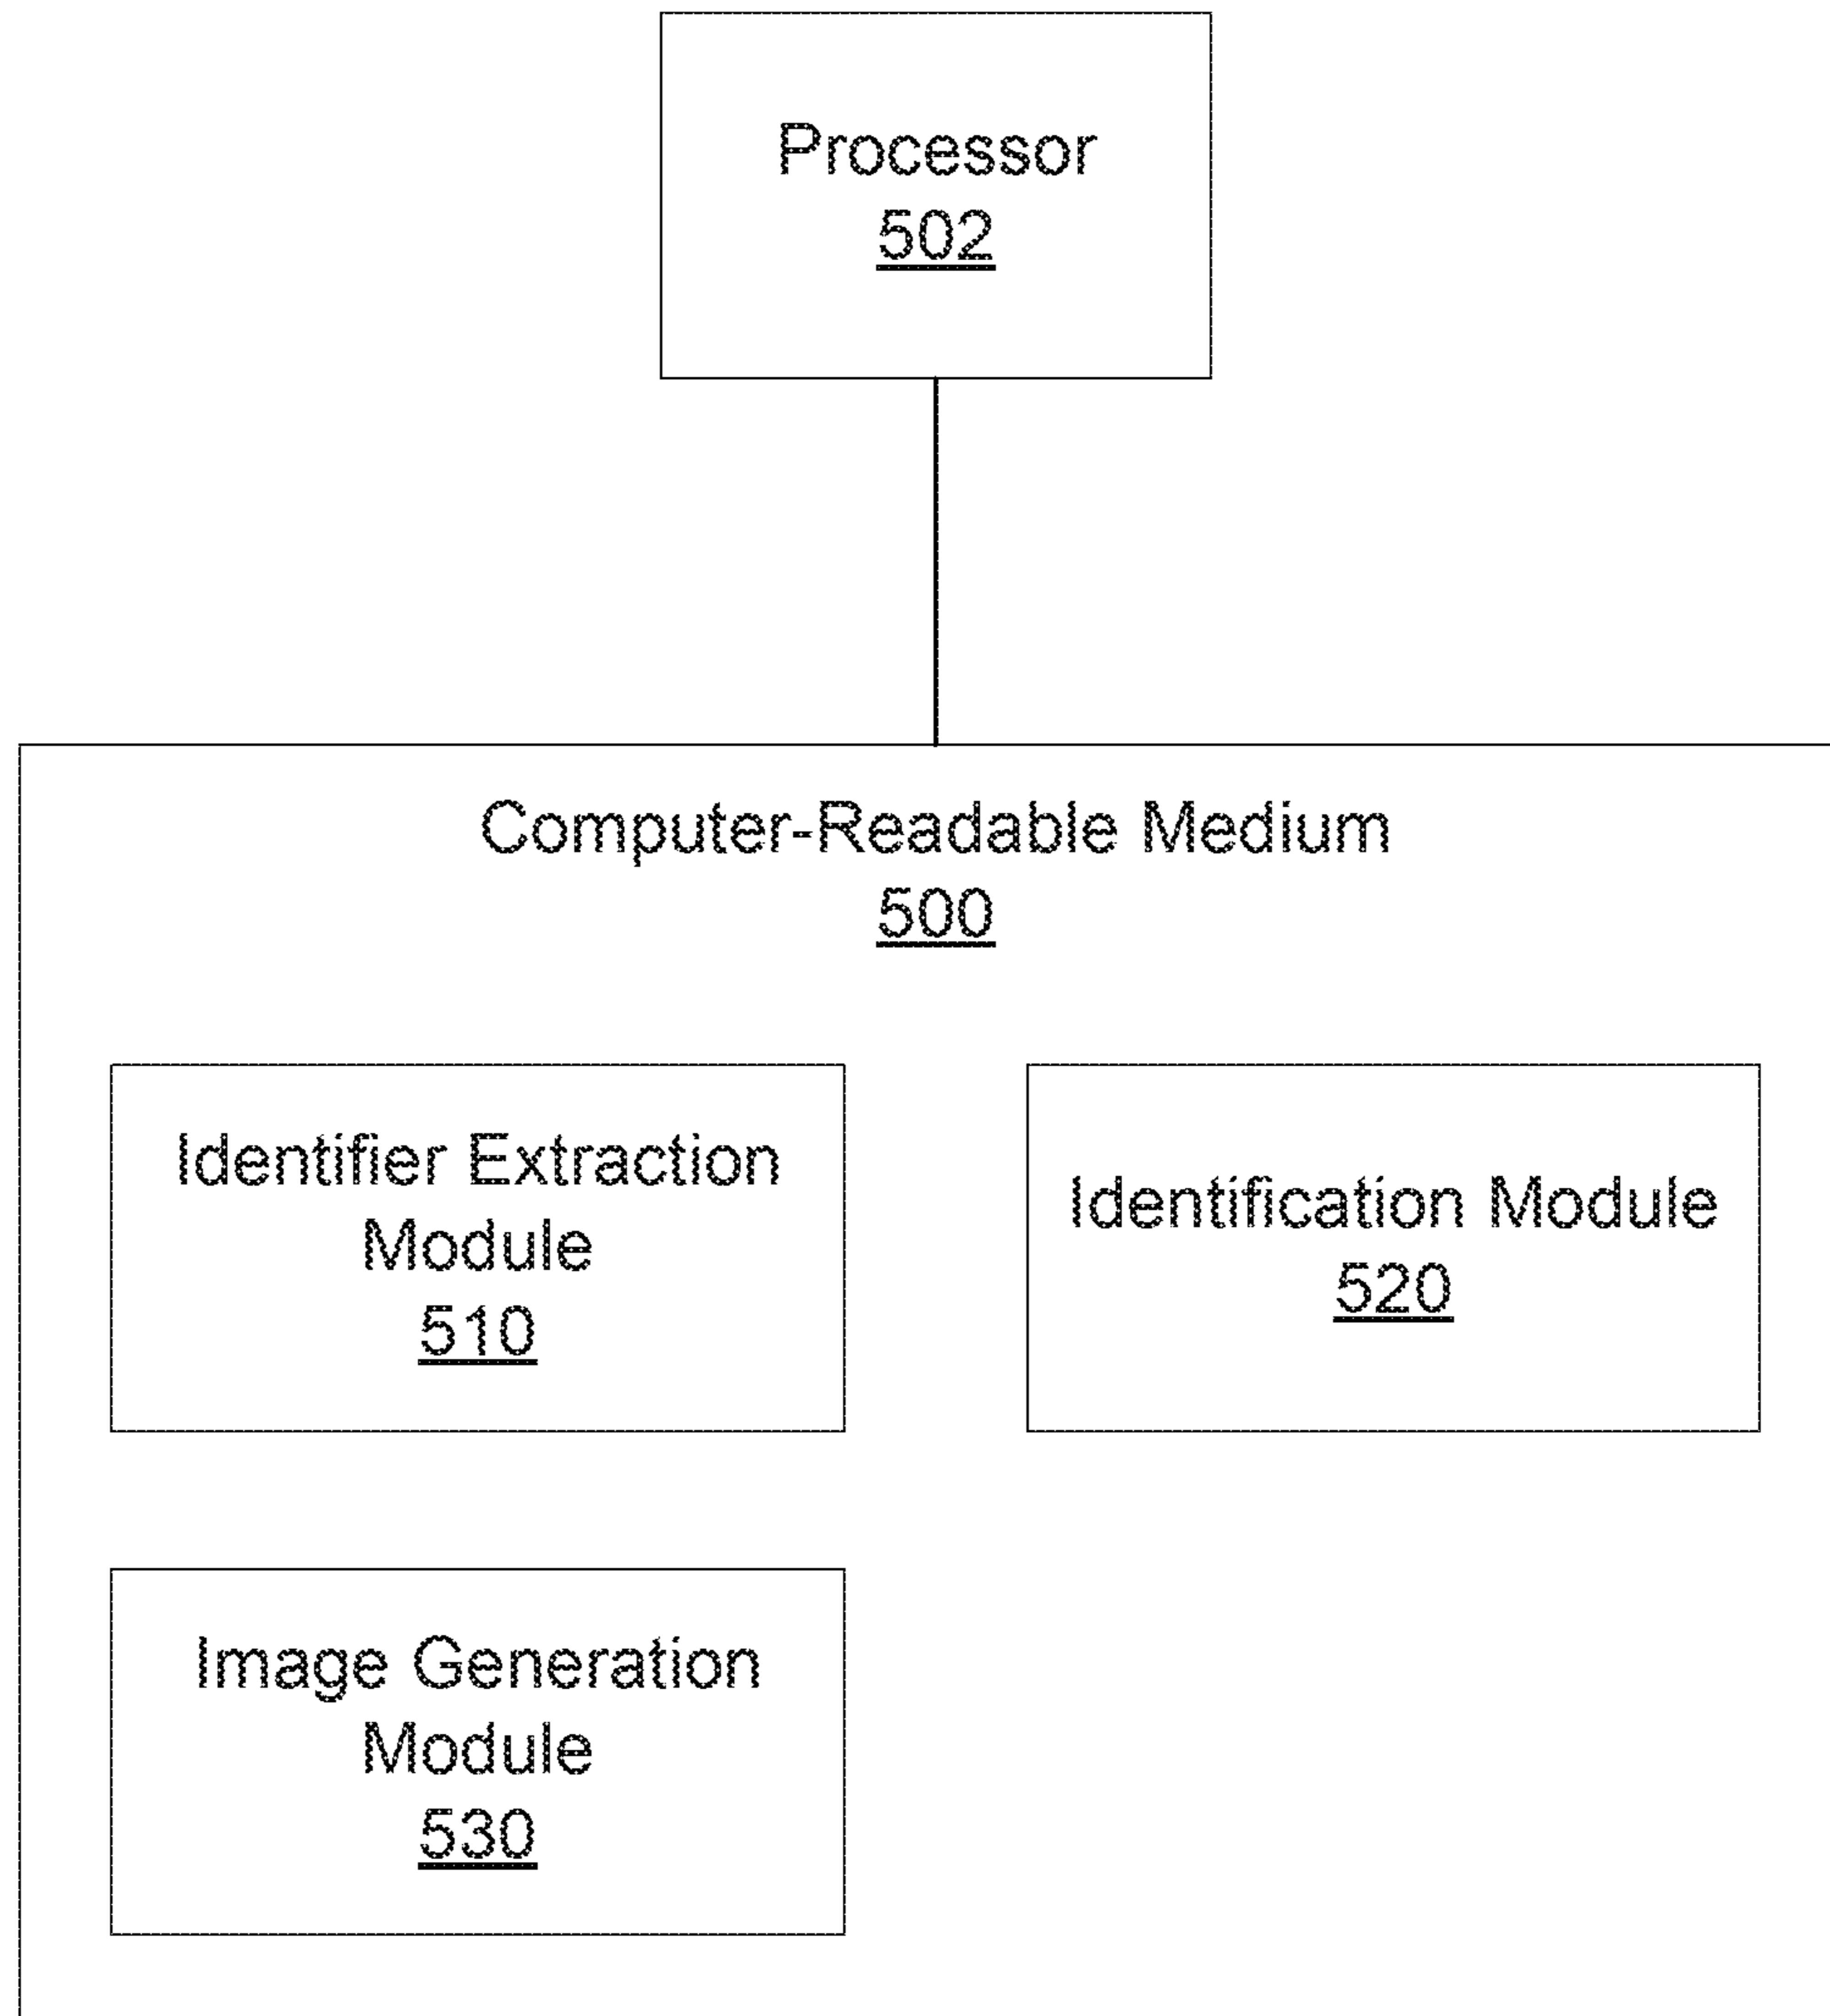 Processor
502
Computer-Readable Medium
500
Identifier Extraction
Module
510
Identification Module
520
Image Generation
Module
530